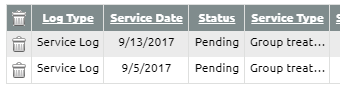 Log Type Service Date Status Service Type
Service Log 9/13/2017 Pending Group treat...
Service Log 9/5/2017 Pending Group treat...